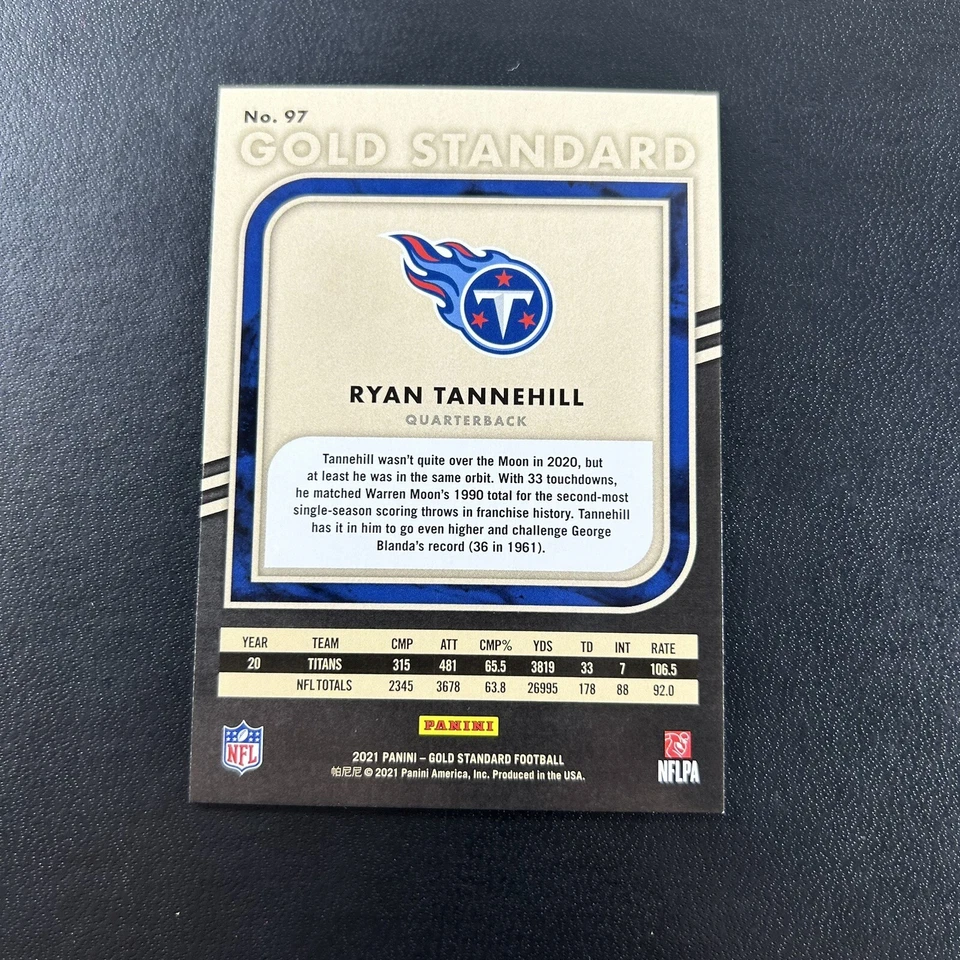 No. 97
GOLD STANDARD
T
RYAN TANNEHILL
QUARTERBACK
Tannehill wasn't quite over the Moon in 2020, but
at least he was in the same orbit. With 33 touchdowns,
he matched Warren Moon's 1990 total for the second-most
single-season scoring throws in franchise history. Tannehill
has it in him to go even higher and challenge George
Blanda's record (36 in 1961).
YEAR TEAM CMP ATT CMP% YDS TD INT RATE
20 TITANS 315 481 65.5 3819 33 7 106.5
NFL TOTALS 2345 3678 63.8 26995 178 88 92.0
PANINI
NFL
2021 PANINI – GOLD STANDARD FOOTBALL
帕尼尼 © 2021 Panini America, Inc. Produced in the USA.
NFLPA